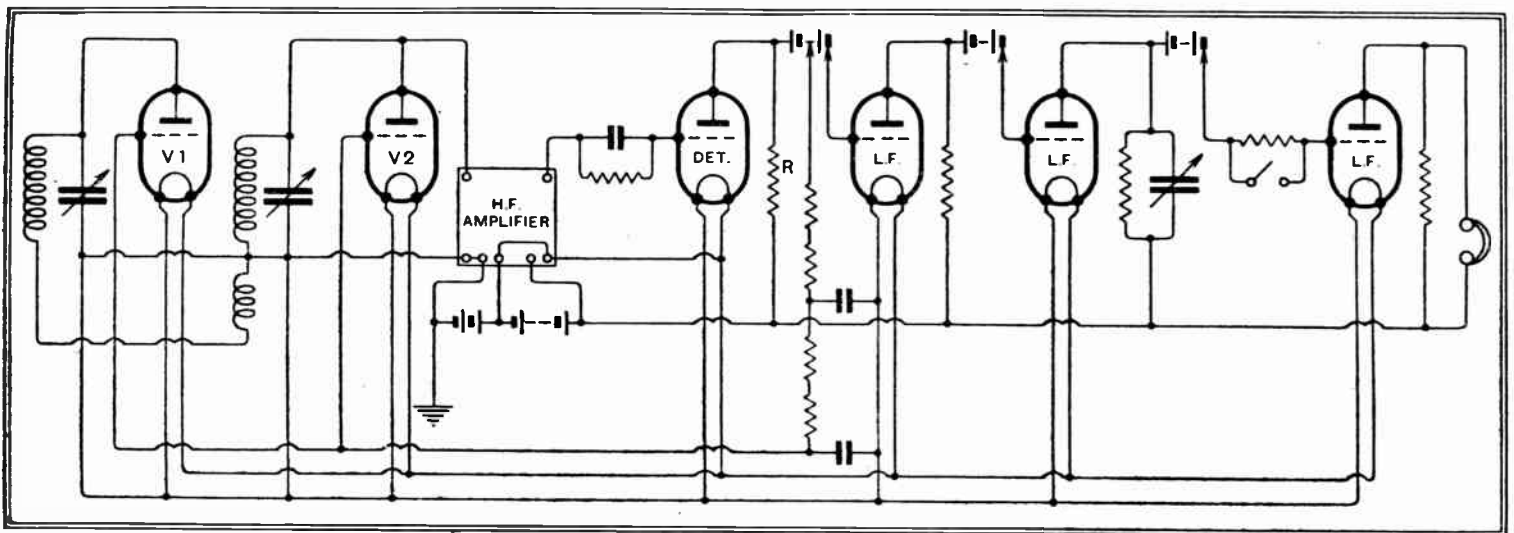 V1
V2
H.F.
AMPLIFIER
DET.
R
L.F.
L.F.
L.F.